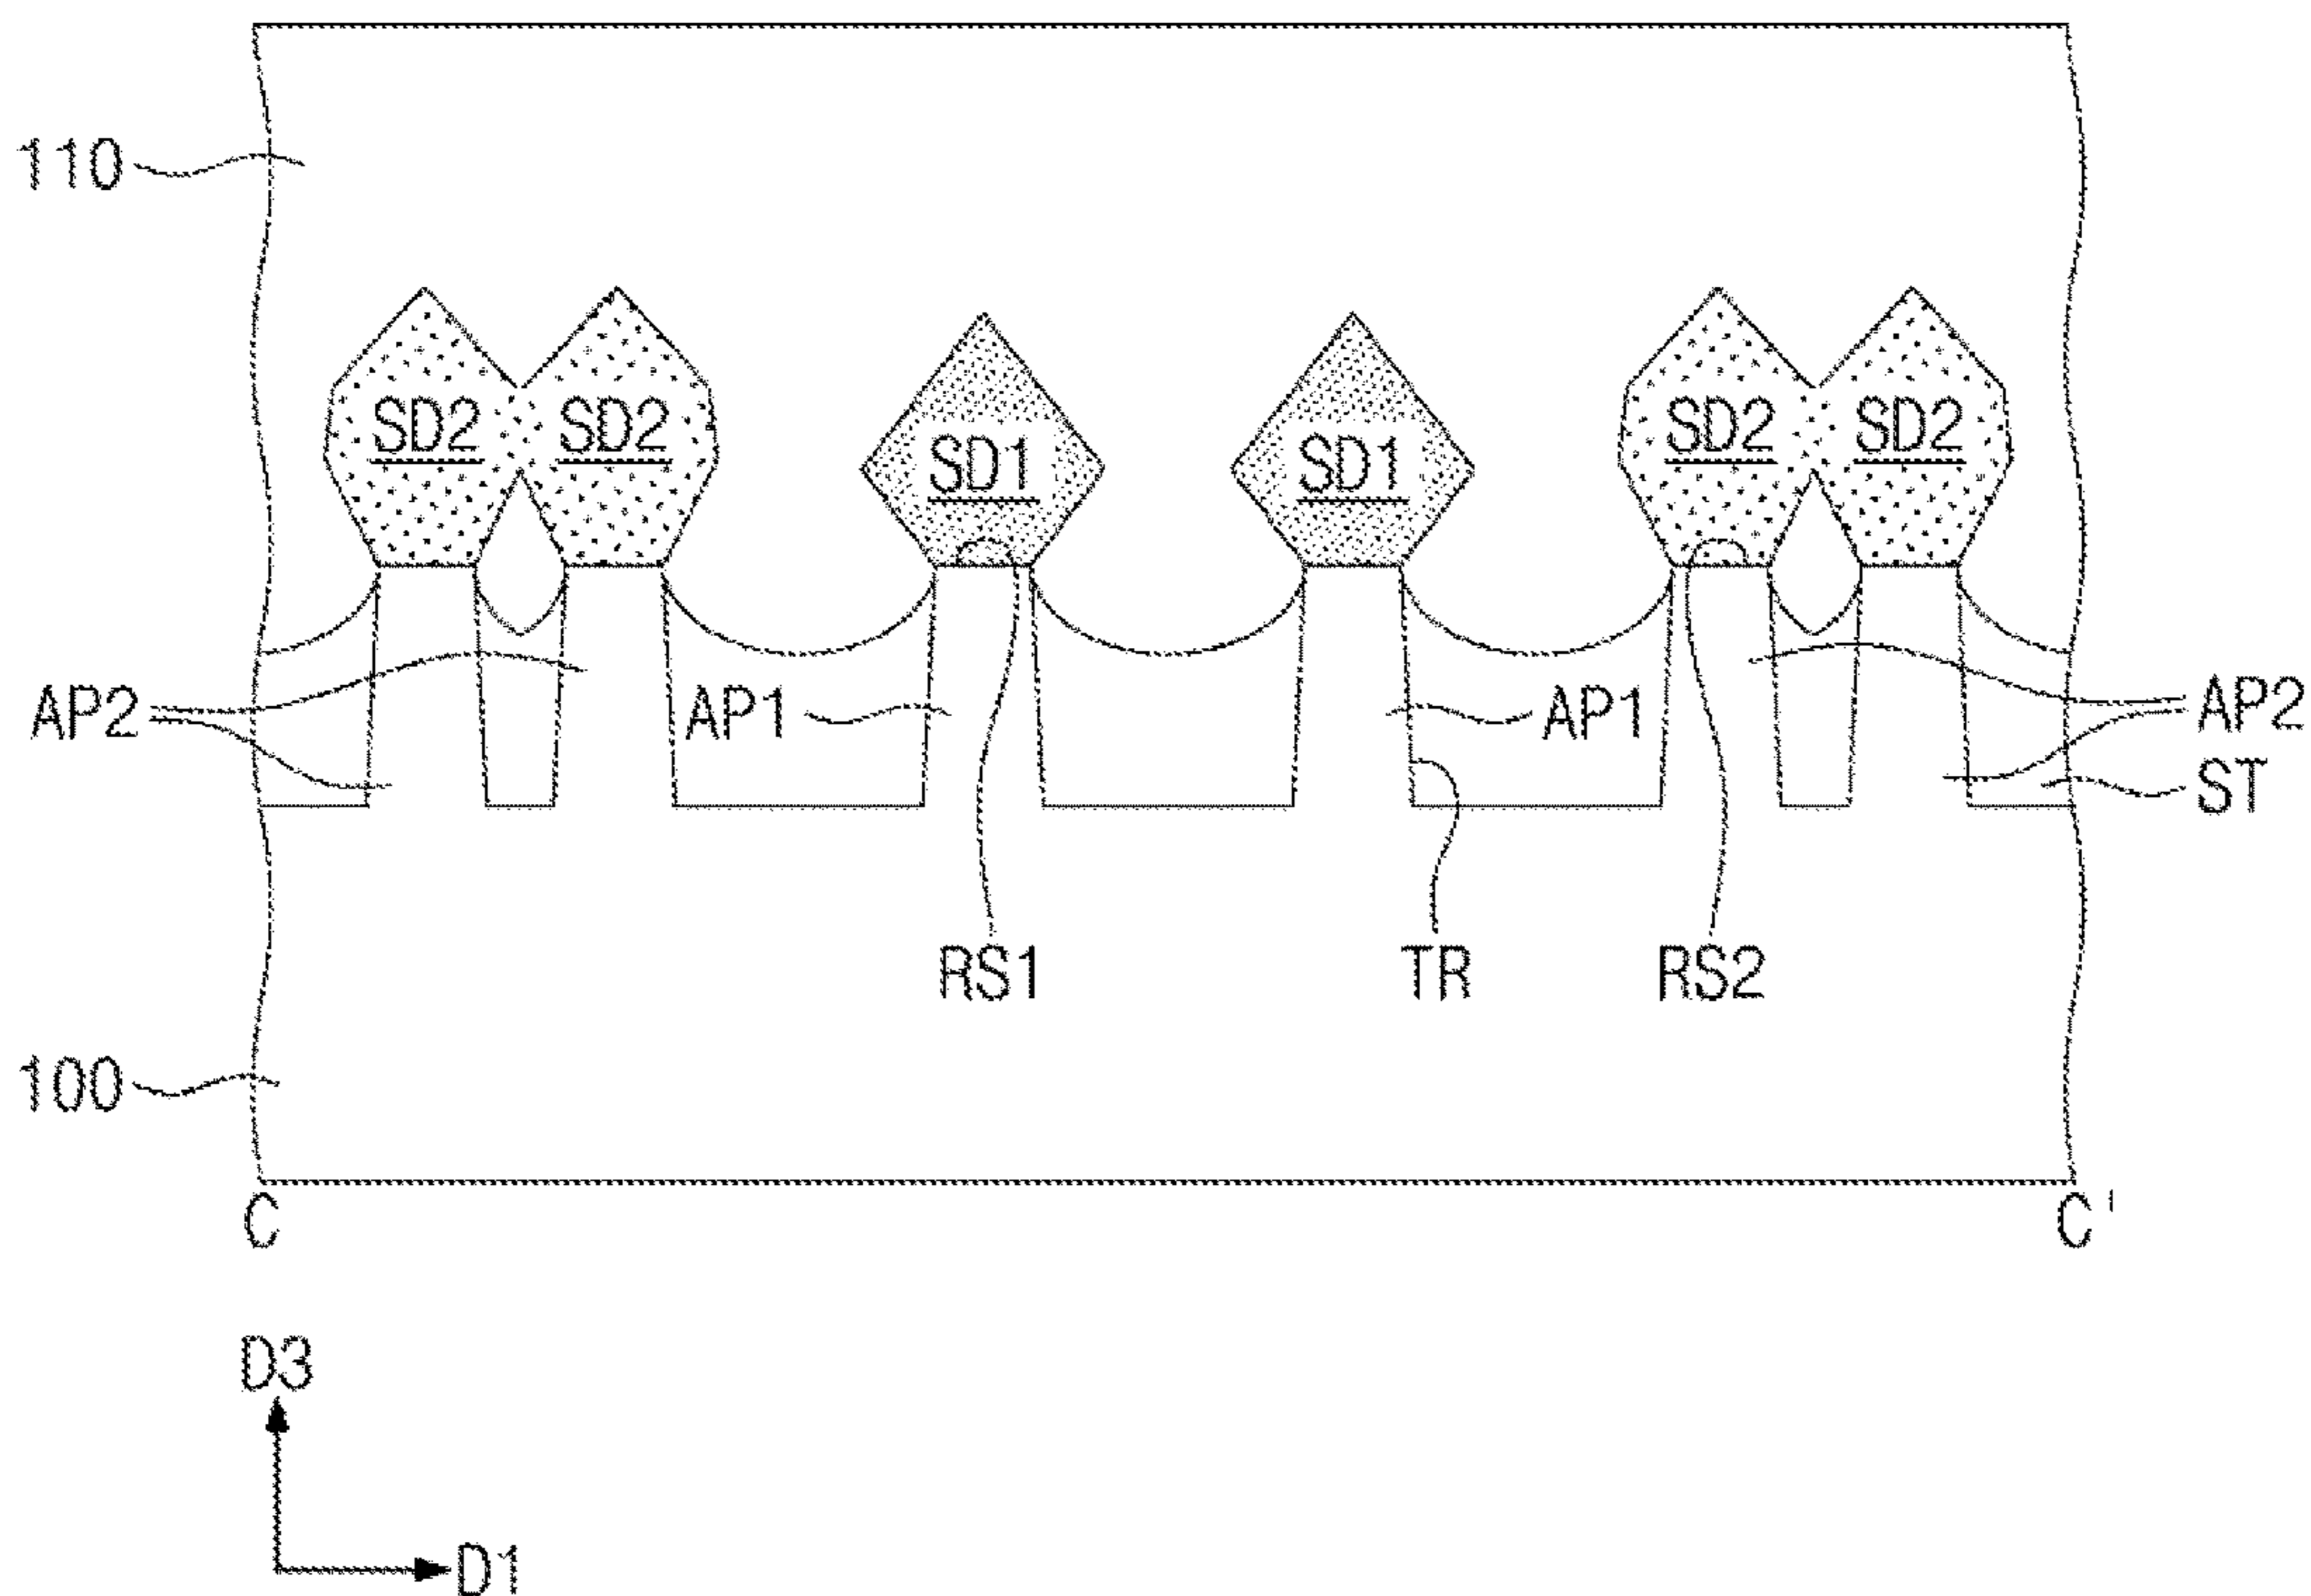 110
SD2 SD2 SD1 SD1 SD2 SD2
AP2 AP1 AP1 AP2
ST
RS1 TR RS2
100
C C'
D3
D1